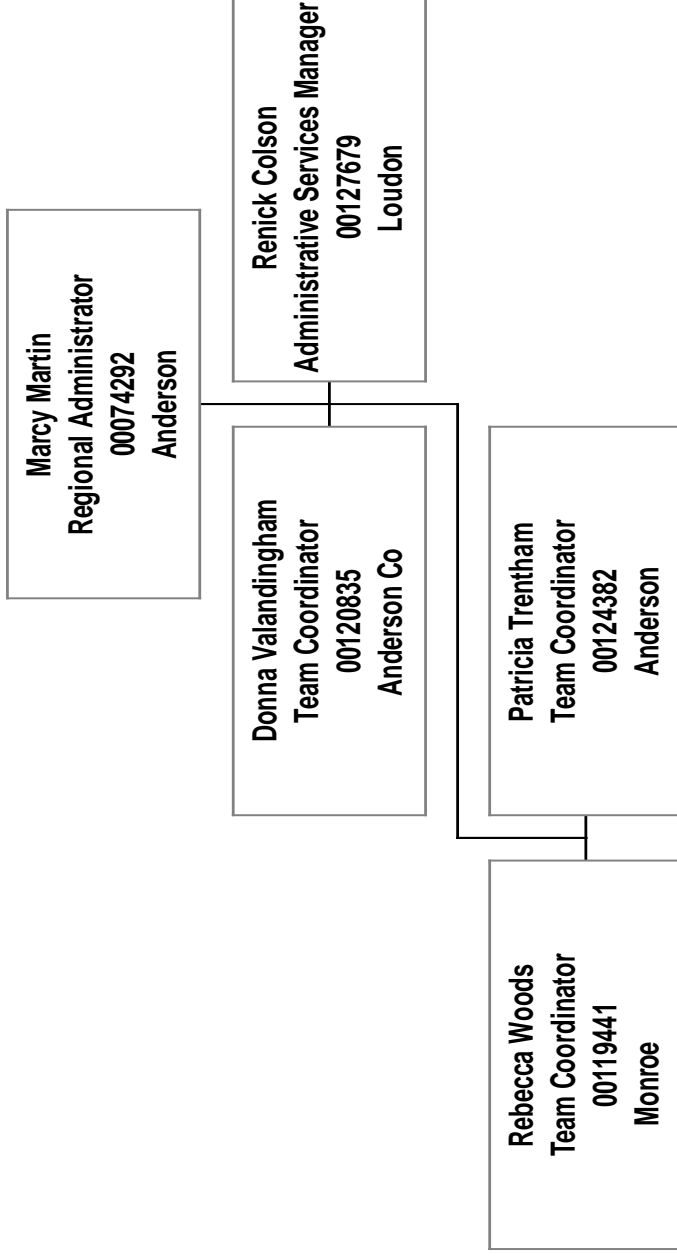 Marcy Martin
Regional Administrator
00074292
Anderson
Donna Valandingham
Team Coordinator
00120835
Anderson Co
Renick Colson
Administrative Services Manager
00127679
Loudon
Rebecca Woods
Team Coordinator
00119441
Monroe
Patricia Trentham
Team Coordinator
00124382
Anderson